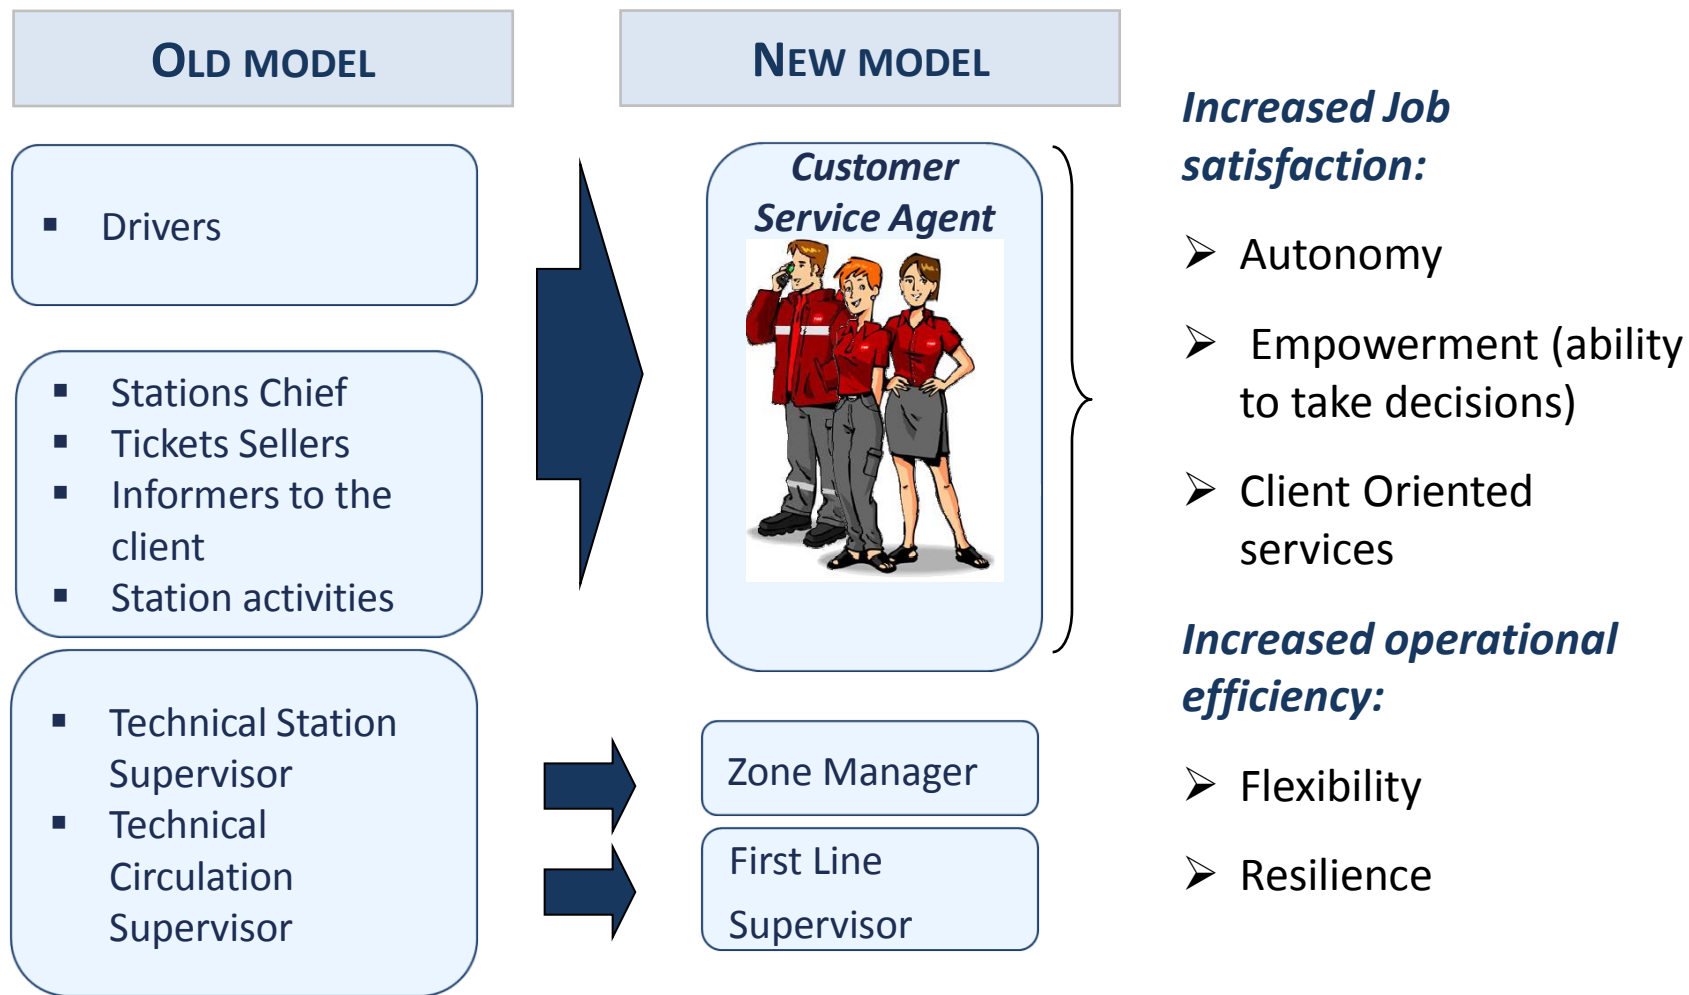 OLD MODEL
NEW MODEL
▪ Drivers
▪ Stations Chief
▪ Tickets Sellers
▪ Informers to the
client
▪ Station activities
▪ Technical Station
Supervisor
▪ Technical
Circulation
Supervisor
Customer
Service Agent
Zone Manager
First Line
Supervisor
Increased Job
satisfaction:
➢ Autonomy
➢ Empowerment (ability
to take decisions)
➢ Client Oriented
services
Increased operational
efficiency:
➢ Flexibility
➢ Resilience